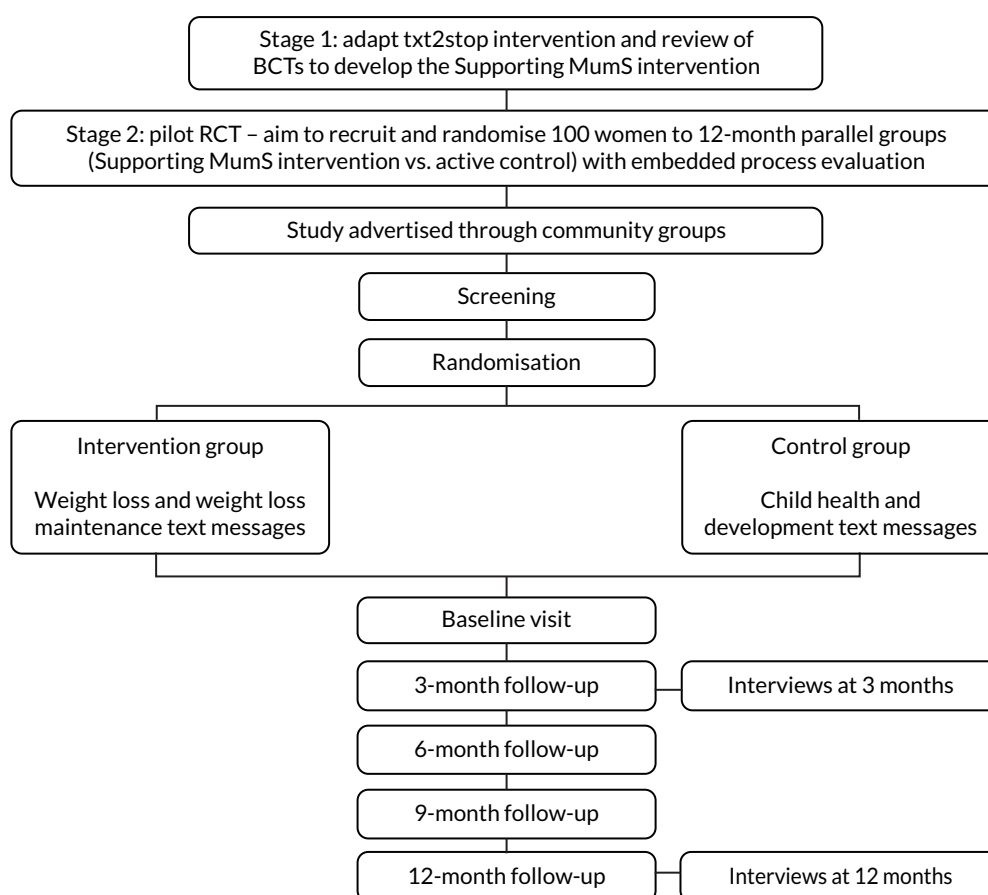 Stage 1: adapt txt2stop intervention and review of
BCTs to develop the Supporting MumS intervention
Stage 2: pilot RCT – aim to recruit and randomise 100 women to 12-month parallel groups
(Supporting MumS intervention vs. active control) with embedded process evaluation
Study advertised through community groups
Screening
Randomisation
Intervention group
Weight loss and weight loss
maintenance text messages
Control group
Child health and
development text messages
Baseline visit
3-month follow-up
Interviews at 3 months
6-month follow-up
9-month follow-up
12-month follow-up
Interviews at 12 months